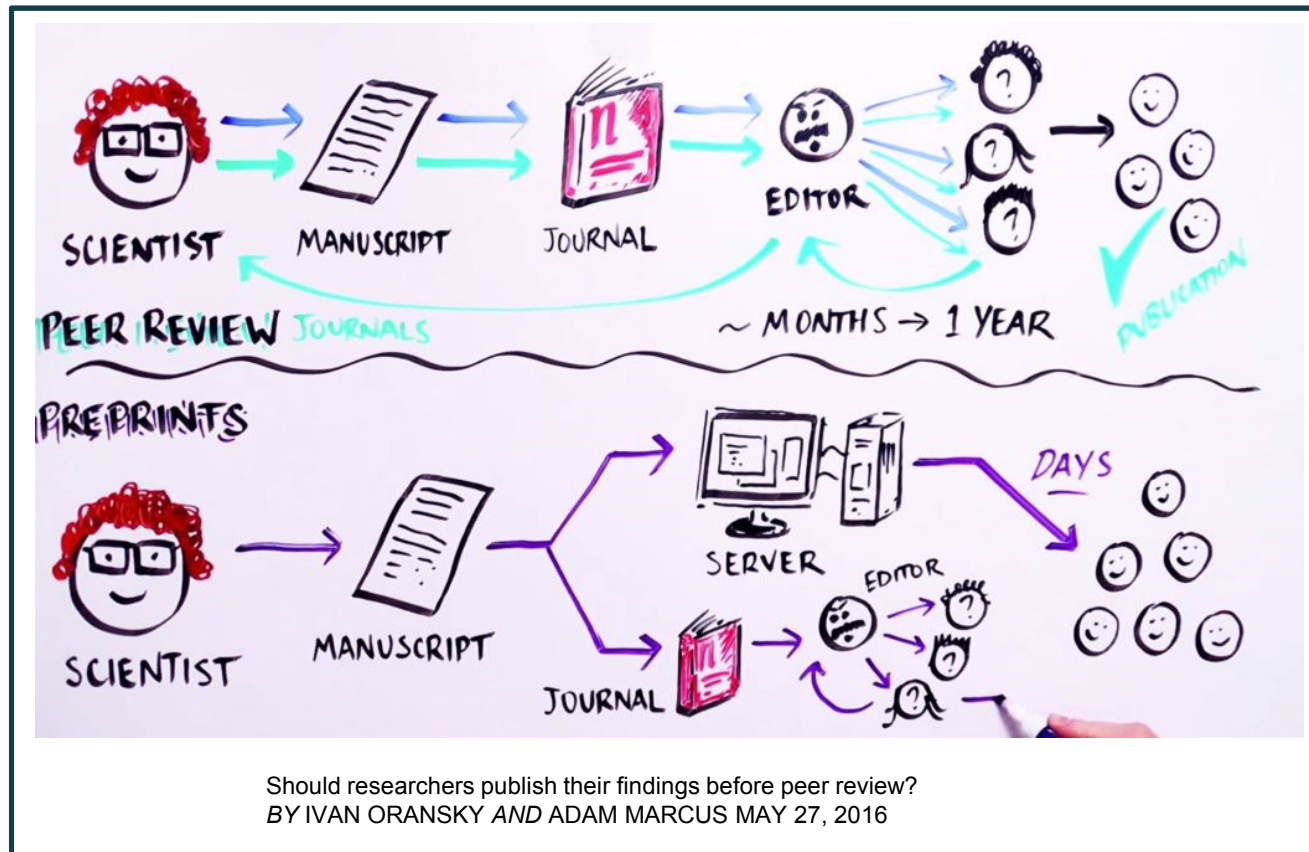 n
SCIENTIST
MANUSCRIPT
JOURNAL
EDITOR
? ? ?
PUBLICATION
PEER REVIEW JOURNALS
~ MONTHS → 1 YEAR
PREPRINTS
SCIENTIST
MANUSCRIPT
SERVER
DAYS
EDITOR
n
JOURNAL
? ? ?
Should researchers publish their findings before peer review?
BY IVAN ORANSKY AND ADAM MARCUS MAY 27, 2016